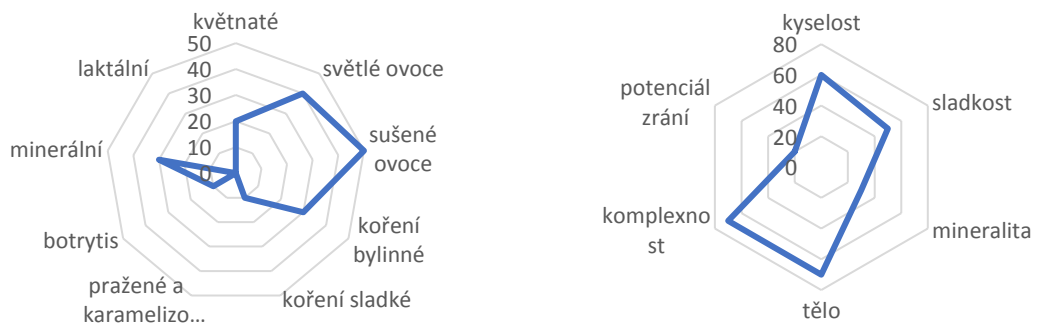 květnaté
50
40
30
20
10
0
světlé ovoce
sušené
ovoce
koření
bylinné
koření sladké
pražené a
karamelizo...
botrytis
minerální
laktální
kyselost
80
60
40
20
0
sladkost
mineralita
tělo
komplexno
st
potenciál
zrání